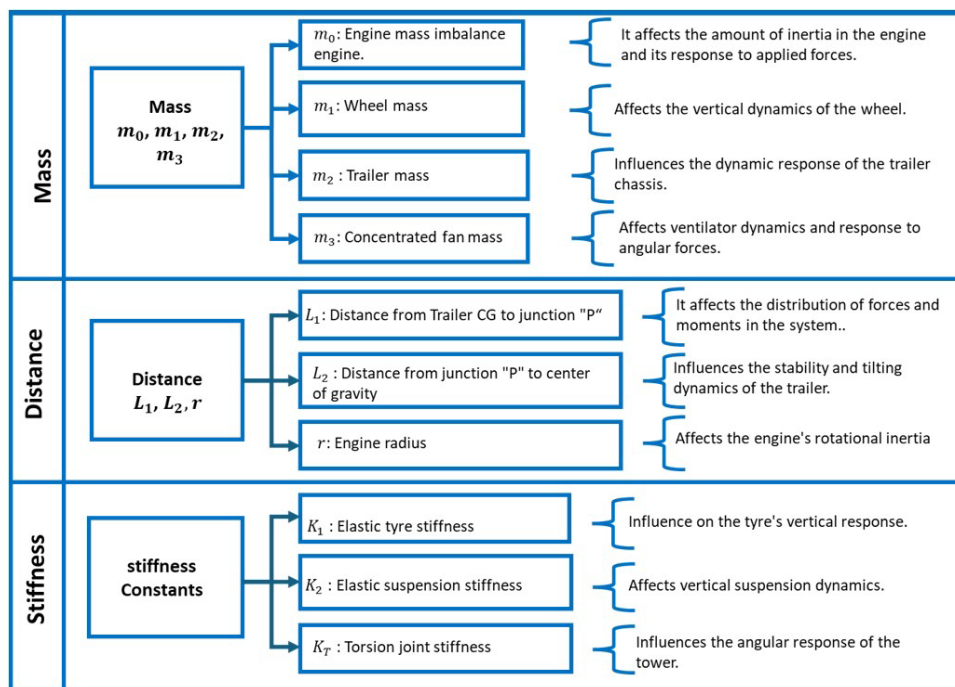 Mass
Mass
m₀, m₁, m₂,
m₃
m₀: Engine mass imbalance
engine.
It affects the amount of inertia in the engine
and its response to applied forces.
m₁: Wheel mass
Affects the vertical dynamics of the wheel.
m₂ : Trailer mass
Influences the dynamic response of the trailer
chassis.
m₃: Concentrated fan mass
Affects ventilator dynamics and response to
angular forces.
Distance
Distance
L₁, L₂, r
L₁: Distance from Trailer CG to junction "P“
It affects the distribution of forces and
moments in the system..
L₂ : Distance from junction "P" to center
of gravity
Influences the stability and tilting
dynamics of the trailer.
r: Engine radius
Affects the engine's rotational inertia
Stiffness
stiffness
Constants
K₁ : Elastic tyre stiffness
Influence on the tyre's vertical response.
K₂ : Elastic suspension stiffness
Affects vertical suspension dynamics.
K_T : Torsion joint stiffness
Influences the angular response of the
tower.